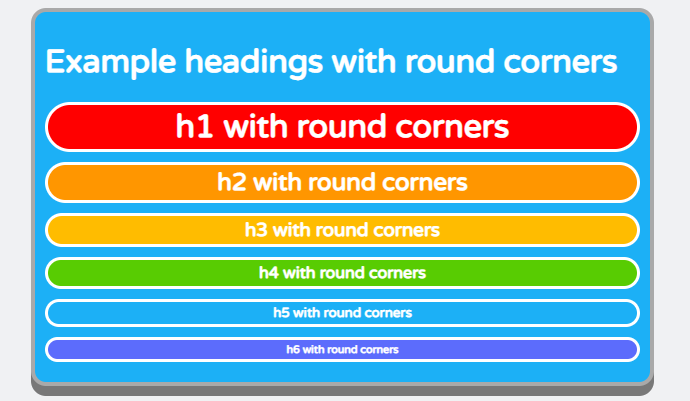 Example headings with round corners
h1 with round corners
h2 with round corners
h3 with round corners
h4 with round corners
h5 with round corners
h6 with round corners